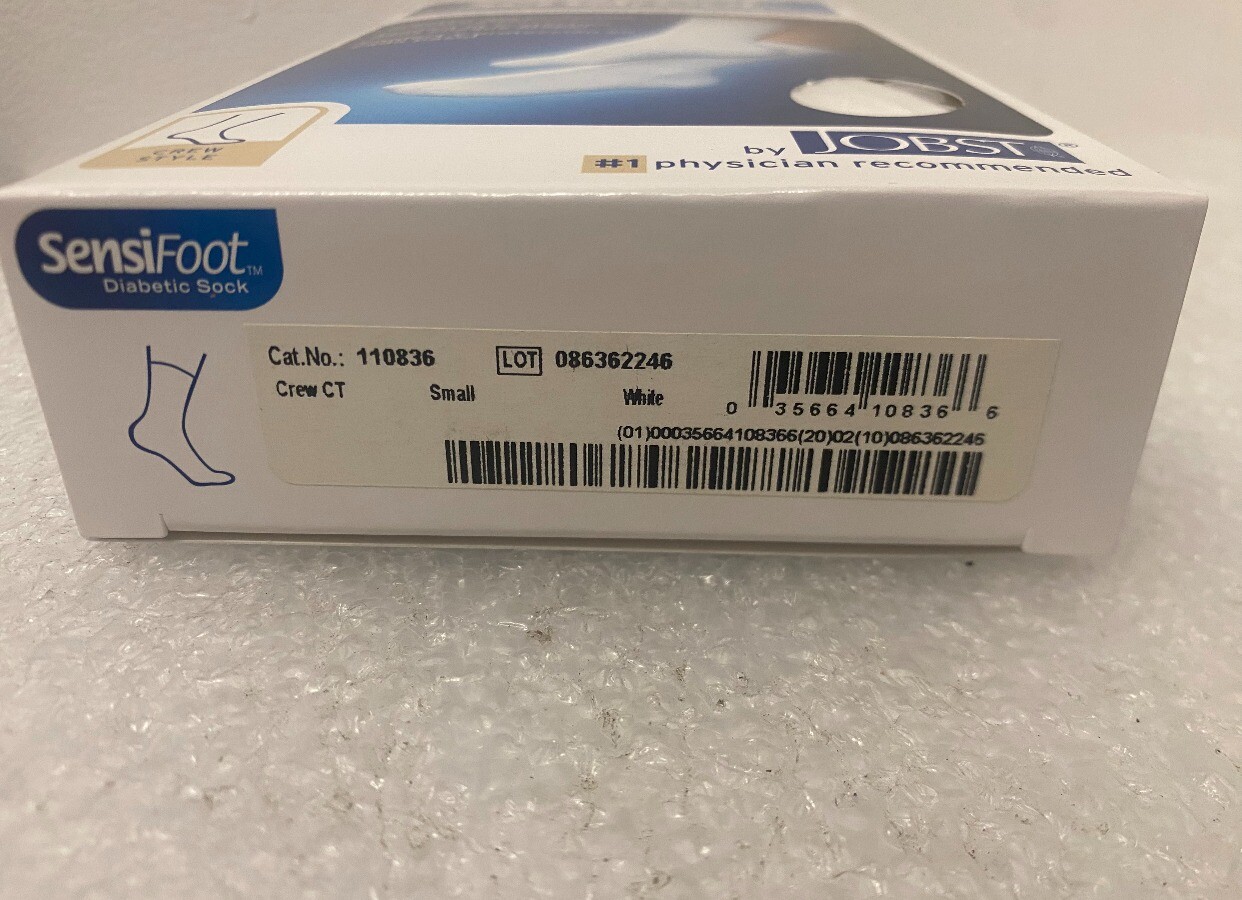 CREW
STYLE
by JOBST®
#1 physician recommended
SensiFoot™
Diabetic Sock
Cat.No.: 110836 LOT 086362246
Crew CT Small White
0 35664 10836 6
(01)00035664108366(20)02(10)086362246